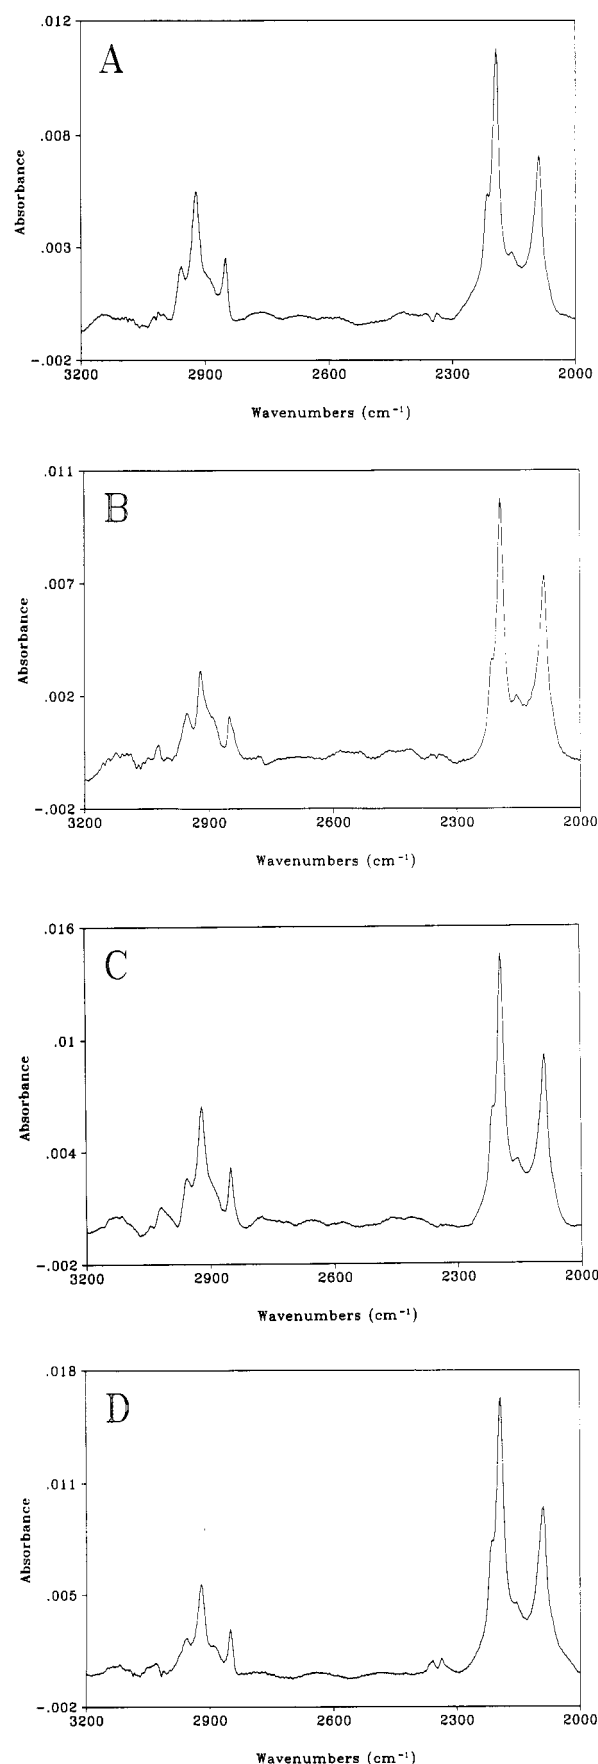 .012
A
.008
Absorbance
.003
-.002
3200 2900 2600 2300 2000
Wavenumbers (cm⁻¹)
.011
B
.007
Absorbance
.002
-.002
3200 2900 2600 2300 2000
Wavenumbers (cm⁻¹)
.016
C
.01
Absorbance
.004
-.002
3200 2900 2600 2300 2000
Wavenumbers (cm⁻¹)
.018
D
.011
Absorbance
.005
-.002
3200 2900 2600 2300 2000
Wavenumbers (cm⁻¹)